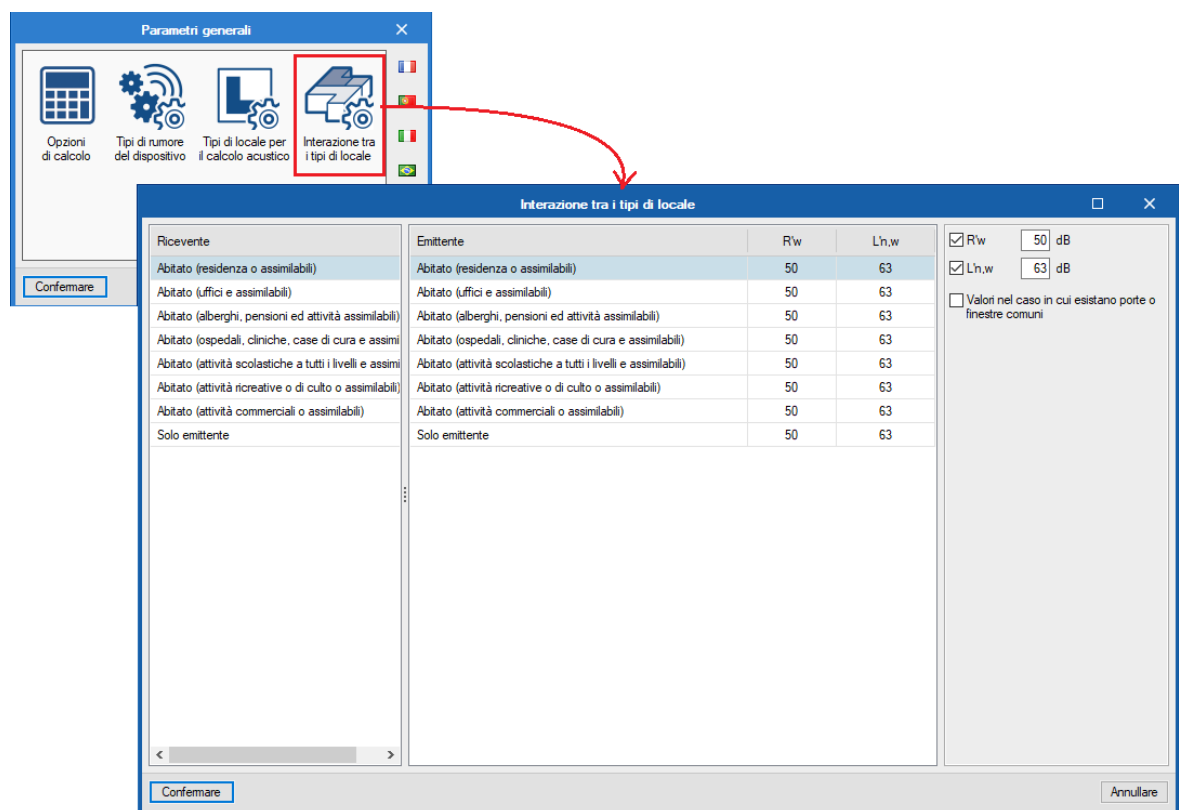 Parametri generali
Opzioni
di calcolo
Tipi di rumore
del dispositivo
Tipi di locale per
il calcolo acustico
Interazione tra
i tipi di locale
Confermare
Interazione tra i tipi di locale
Ricevente
Abitato (residenza o assimilabili)
Abitato (uffici e assimilabili)
Abitato (alberghi, pensioni ed attività assimilabili)
Abitato (ospedali, cliniche, case di cura e assimi
Abitato (attività scolastiche a tutti i livelli e assimi
Abitato (attività ricreative o di culto o assimilabili)
Abitato (attività commerciali o assimilabili)
Solo emittente
Emittente R'w L'n,w
Abitato (residenza o assimilabili) 50 63
Abitato (uffici e assimilabili) 50 63
Abitato (alberghi, pensioni ed attività assimilabili) 50 63
Abitato (ospedali, cliniche, case di cura e assimilabili) 50 63
Abitato (attività scolastiche a tutti i livelli e assimilabili) 50 63
Abitato (attività ricreative o di culto o assimilabili) 50 63
Abitato (attività commerciali o assimilabili) 50 63
Solo emittente 50 63
R'w 50 dB
L'n,w 63 dB
Valori nel caso in cui esistano porte o
finestre comuni
Confermare
Annullare